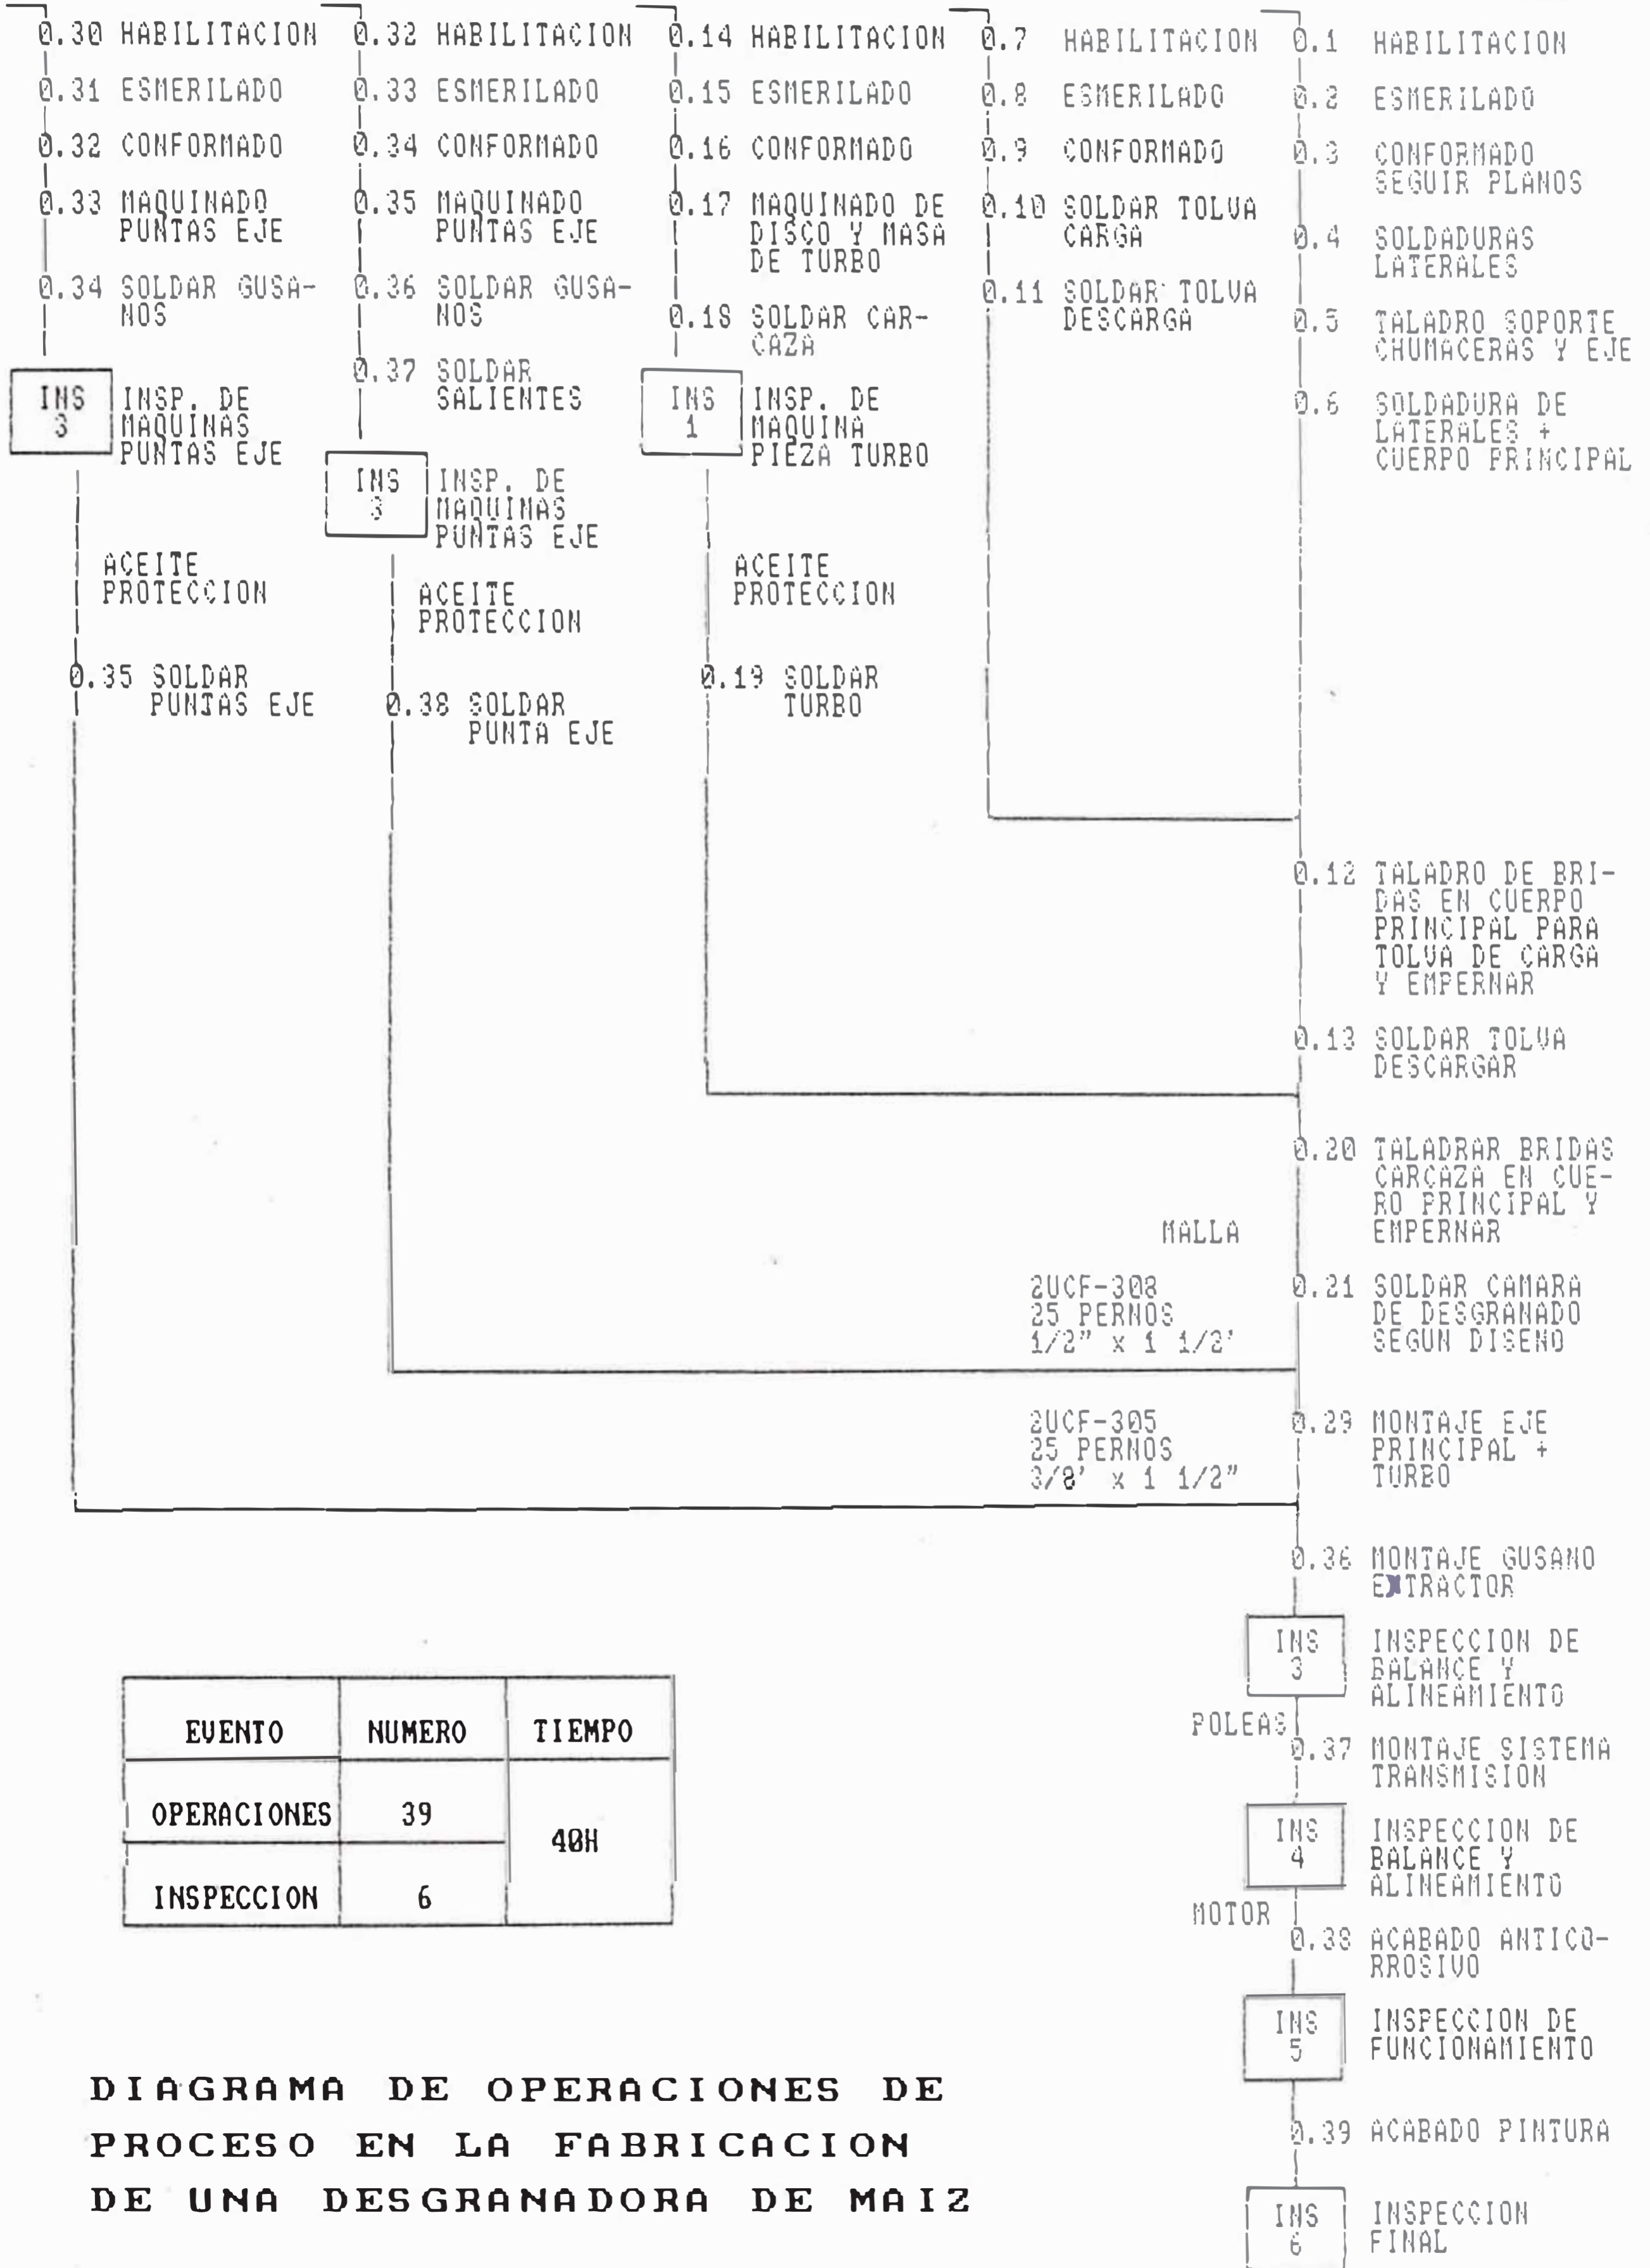 0.30 HABILITACION
0.31 ESMERILADO
0.32 CONFORMADO
0.33 MAQUINADO
PUNTAS EJE
0.34 SOLDAR GUSA-
NOS
INS
3
INSP. DE
MAQUINAS
PUNTAS EJE
ACEITE
PROTECCION
0.35 SOLDAR
PUNTAS EJE
0.32 HABILITACION
0.33 ESMERILADO
0.34 CONFORMADO
0.35 MAQUINADO
PUNTAS EJE
0.36 SOLDAR GUSA-
NOS
0.37 SOLDAR
SALIENTES
INS
3
INSP. DE
MAQUINAS
PUNTAS EJE
ACEITE
PROTECCION
0.38 SOLDAR
PUNTA EJE
0.14 HABILITACION
0.15 ESMERILADO
0.16 CONFORMADO
0.17 MAQUINADO DE
DISCO Y MASA
DE TURBO
0.18 SOLDAR CAR-
CAZA
INS
1
INSP. DE
MAQUINA
PIEZA TURBO
ACEITE
PROTECCION
0.19 SOLDAR
TURBO
0.7 HABILITACION
0.8 ESMERILADO
0.9 CONFORMADO
0.10 SOLDAR TOLVA
CARGA
0.11 SOLDAR TOLVA
DESCARGA
0.1 HABILITACION
0.2 ESMERILADO
0.3 CONFORMADO
SEGUIR PLANOS
0.4 SOLDADURAS
LATERALES
0.5 TALADRO SOPORTE
CHUMACERAS Y EJE
0.6 SOLDADURA DE
LATERALES +
CUERPO PRINCIPAL
0.12 TALADRO DE BRI-
DAS EN CUERPO
PRINCIPAL PARA
TOLVA DE CARGA
Y EMPERNAR
0.13 SOLDAR TOLVA
DESCARGAR
0.20 TALADRAR BRIDAS
CARCAZA EN CUE-
RO PRINCIPAL Y
EMPERNAR
MALLA
0.21 SOLDAR CAMARA
DE DESGRANADO
SEGUN DISENO
2UCF-308
25 PERNOS
1/2" x 1 1/2'
0.29 MONTAJE EJE
PRINCIPAL +
TURBO
2UCF-305
25 PERNOS
3/8' x 1 1/2"
0.36 MONTAJE GUSANO
EXTRACTOR
INS
3
INSPECCION DE
BALANCE Y
ALINEAMIENTO
POLEAS
0.37 MONTAJE SISTEMA
TRANSMISION
INS
4
INSPECCION DE
BALANCE Y
ALINEAMIENTO
MOTOR
0.38 ACABADO ANTICO-
RROSIVO
INS
5
INSPECCION DE
FUNCIONAMIENTO
0.39 ACABADO PINTURA
INS
6
INSPECCION
FINAL
EVENTO NUMERO TIEMPO
OPERACIONES 39
40H
INSPECCION 6
DIAGRAMA DE OPERACIONES DE
PROCESO EN LA FABRICACION
DE UNA DESGRANADORA DE MAIZ